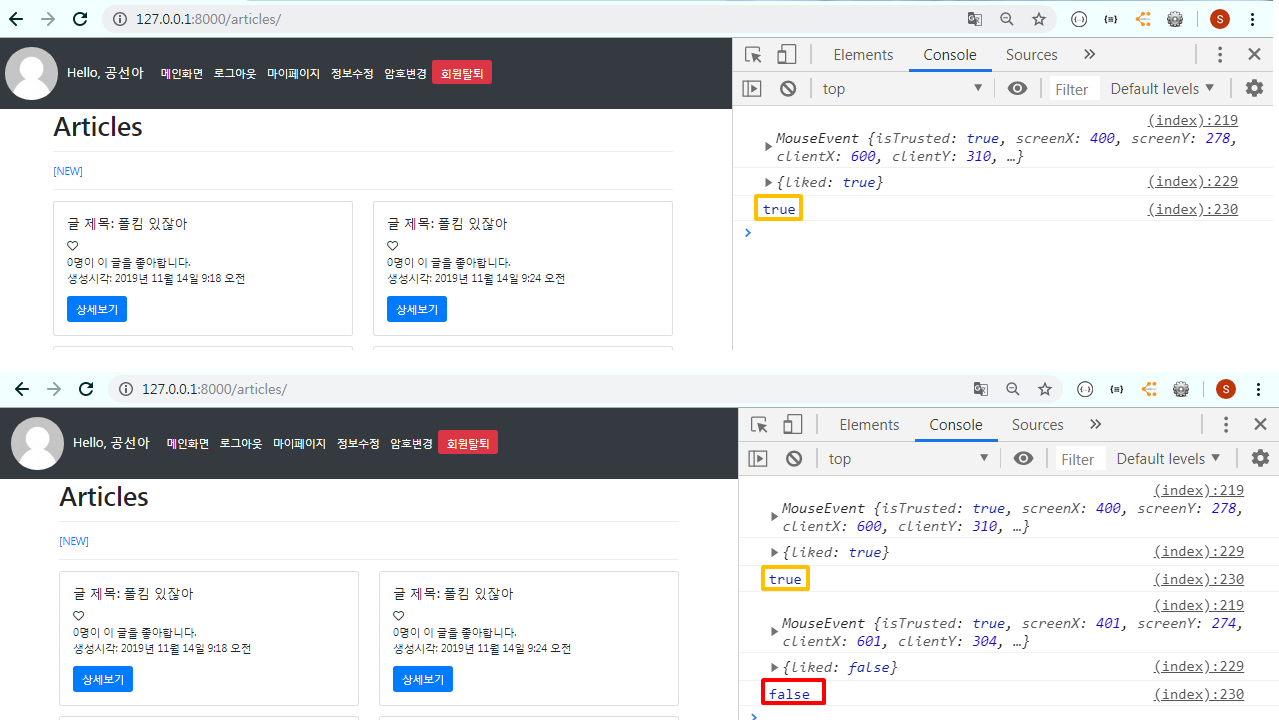 127.0.0.1:8000/articles/
S
Hello, 공선아 메인화면 로그아웃 마이페이지 정보수정 암호변경 회원탈퇴
Articles
[NEW]
글 제목: 폴킴 있잖아
0명이 이 글을 좋아합니다.
생성시각: 2019년 11월 14일 9:18 오전
상세보기
글 제목: 폴킴 있잖아
0명이 이 글을 좋아합니다.
생성시각: 2019년 11월 14일 9:24 오전
상세보기
Elements Console Sources
top Filter Default levels
(index):219
MouseEvent {isTrusted: true, screenX: 400, screenY: 278,
clientX: 600, clientY: 310, …}
{liked: true} (index):229
true (index):230
127.0.0.1:8000/articles/
S
Hello, 공선아 메인화면 로그아웃 마이페이지 정보수정 암호변경 회원탈퇴
Articles
[NEW]
글 제목: 폴킴 있잖아
0명이 이 글을 좋아합니다.
생성시각: 2019년 11월 14일 9:18 오전
상세보기
글 제목: 폴킴 있잖아
0명이 이 글을 좋아합니다.
생성시각: 2019년 11월 14일 9:24 오전
상세보기
Elements Console Sources
top Filter Default levels
(index):219
MouseEvent {isTrusted: true, screenX: 400, screenY: 278,
clientX: 600, clientY: 310, …}
{liked: true} (index):229
true (index):230
(index):219
MouseEvent {isTrusted: true, screenX: 401, screenY: 274,
clientX: 601, clientY: 304, …}
{liked: false} (index):229
false (index):230